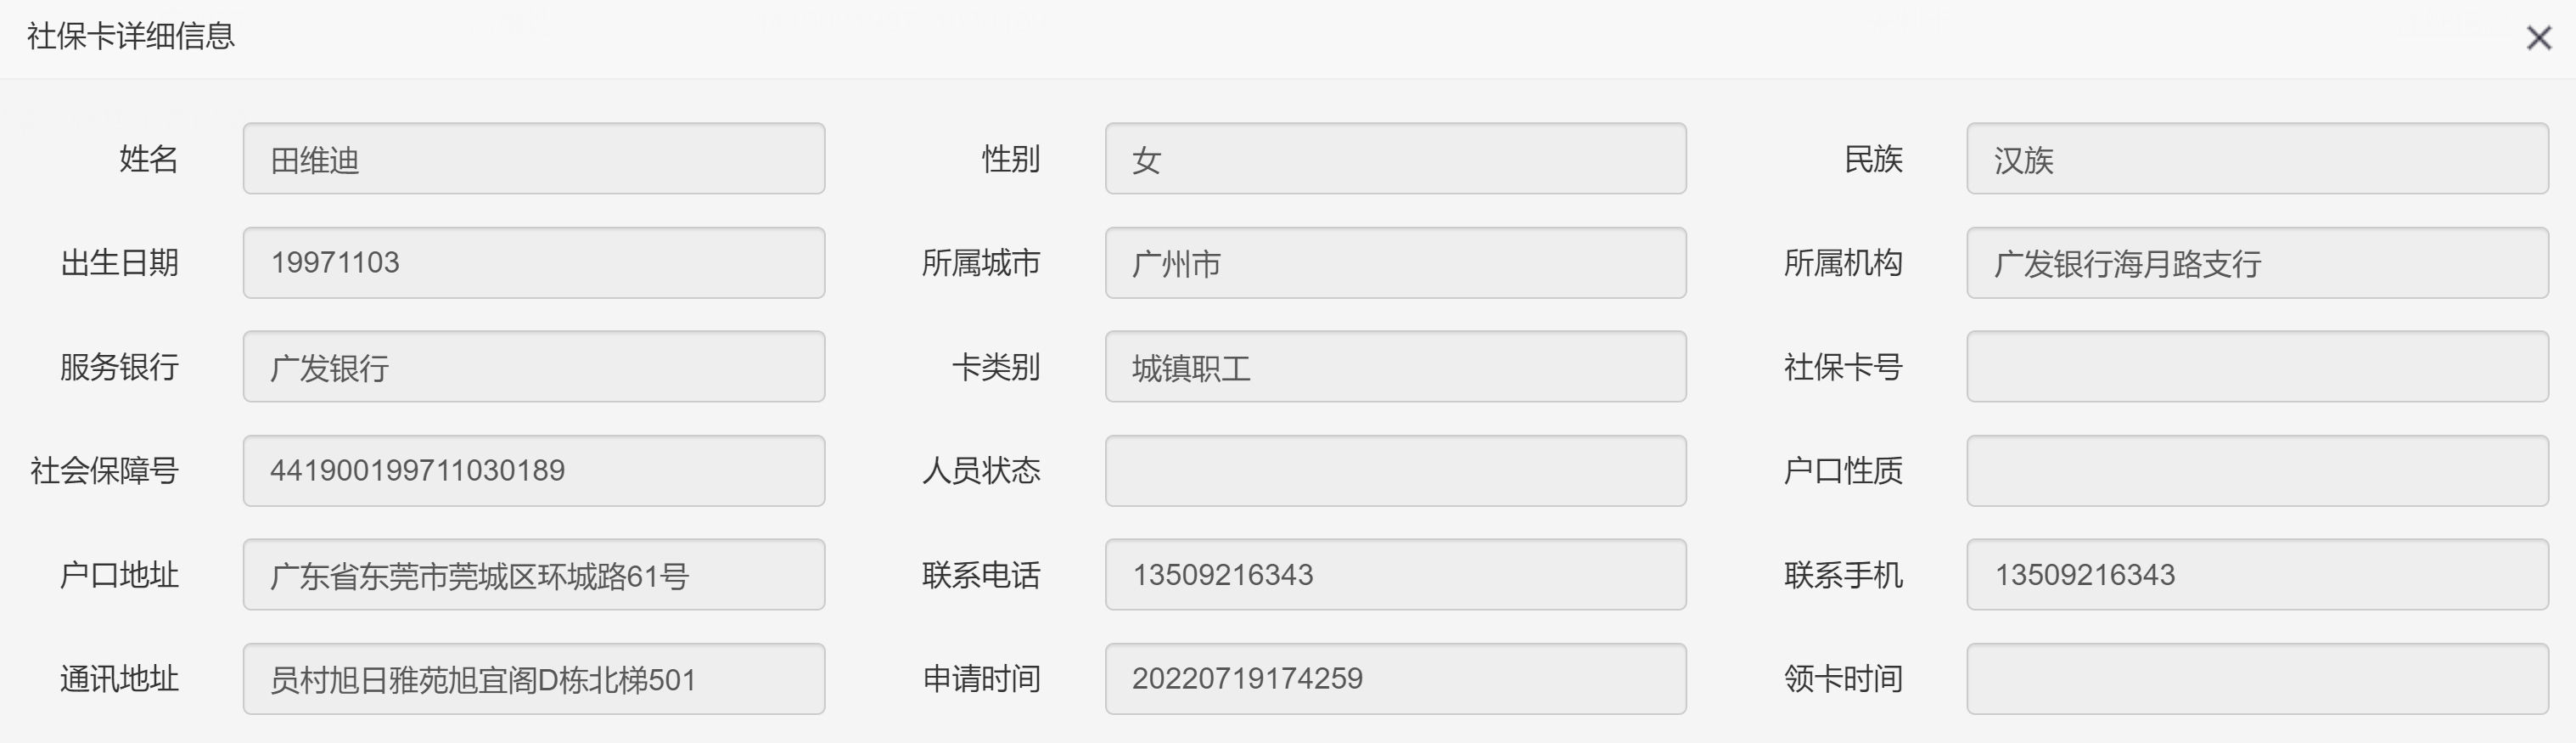 社保卡详细信息
姓名 田维迪 性别 女 民族 汉族
出生日期 19971103 所属城市 广州市 所属机构 广发银行海月路支行
服务银行 广发银行 卡类别 城镇职工 社保卡号
社会保障号 441900199711030189 人员状态 户口性质
户口地址 广东省东莞市莞城区环城路61号 联系电话 13509216343 联系手机 13509216343
通讯地址 员村旭日雅苑旭宜阁D栋北梯501 申请时间 20220719174259 领卡时间